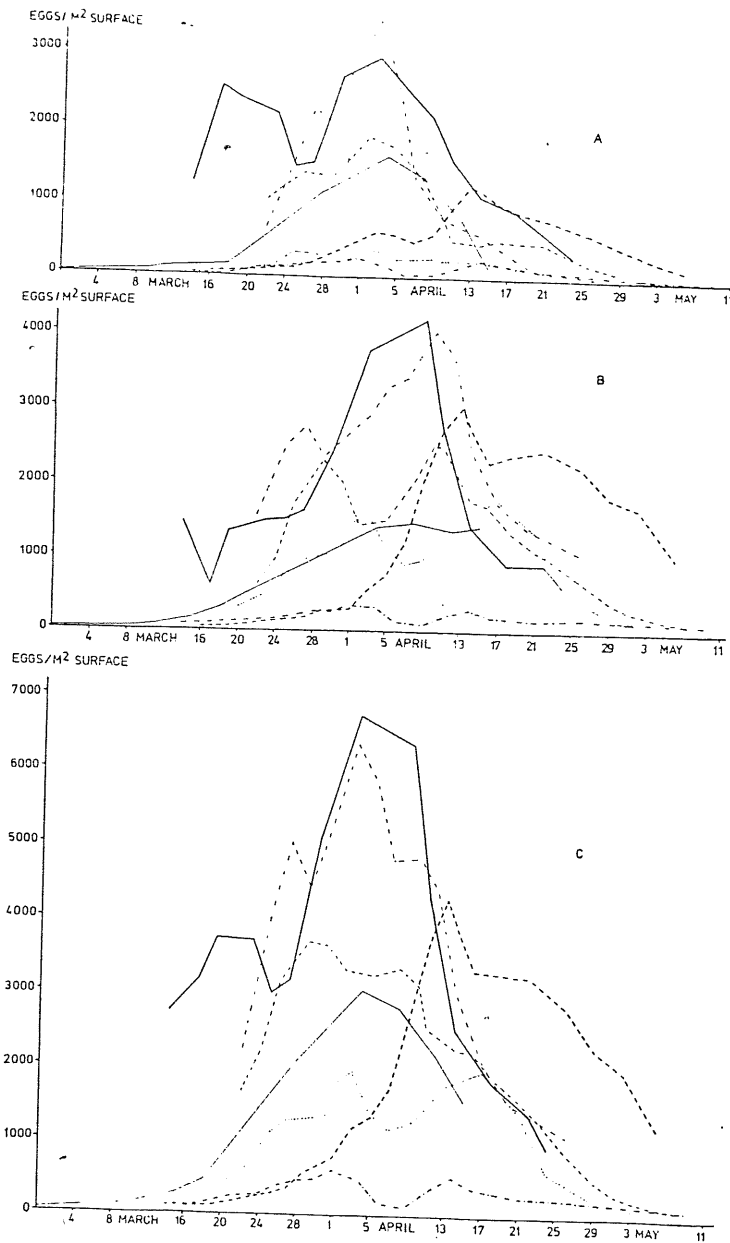 EGGS/M² SURFACE
3000
A
2000
1000
0
4 8 MARCH 16 20 24 28 1 5 APRIL 13 17 21 25 29 3 MAY 11
EGGS/M² SURFACE
4000
B
3000
2000
1000
0
4 8 MARCH 16 20 28 1 5 APRIL 13 17 21 25 29 3 MAY 11
EGGS/M² SURFACE
7000
6000
5000
C
4000
3000
2000
1000
0
4 8 MARCH 16 20 24 28 1 5 APRIL 13 17 21 25 29 3 MAY 11